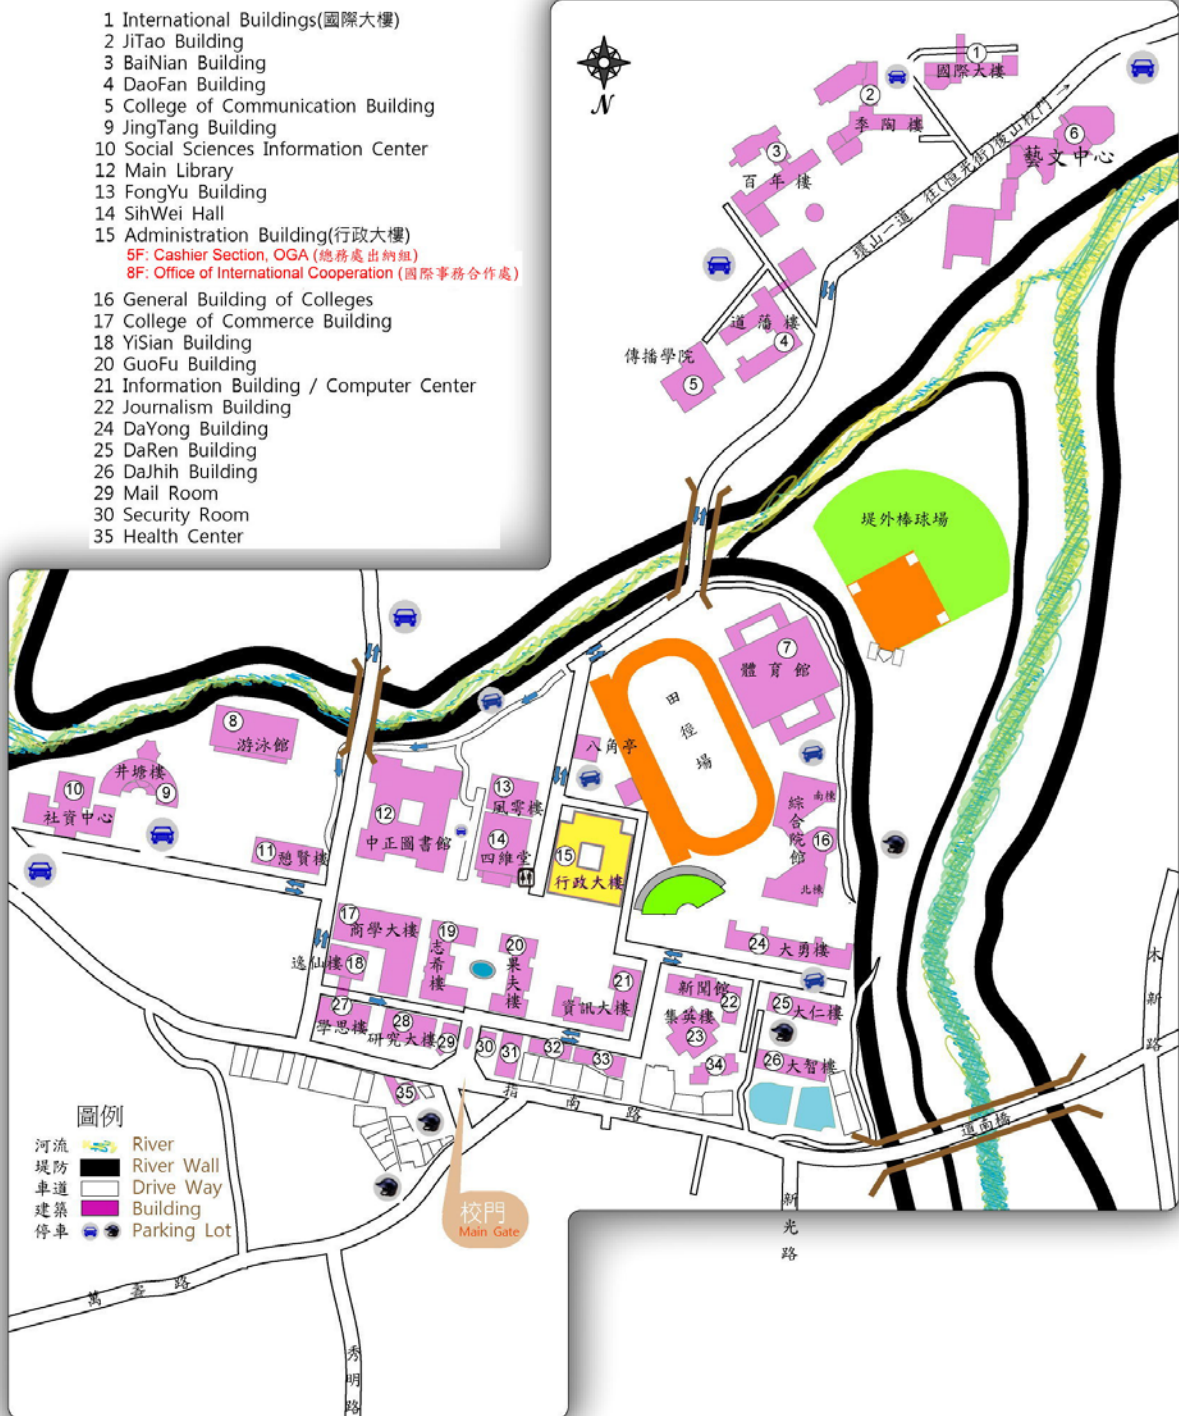 1 International Buildings(國際大樓)
2 JiTao Building
3 BaiNian Building
4 DaoFan Building
5 College of Communication Building
9 JingTang Building
10 Social Sciences Information Center
12 Main Library
13 FongYu Building
14 SihWei Hall
15 Administration Building(行政大樓)
5F: Cashier Section, OGA (總務處出納組)
8F: Office of International Cooperation (國際事務合作處)
16 General Building of Colleges
17 College of Commerce Building
18 YiSian Building
20 GuoFu Building
21 Information Building / Computer Center
22 Journalism Building
24 DaYong Building
25 DaRen Building
26 DaJhih Building
29 Mail Room
30 Security Room
35 Health Center
N
1
國際大樓
2
季陶樓
3
百年樓
6
藝文中心
環山一道 往(恆光街)後山校門→
道藩樓
4
傳播學院
5
堤外棒球場
7
體育館
田徑場
八角亭
8
游泳館
井塘樓
9
10
社資中心
11
憩賢樓
12
中正圖書館
13
風雩樓
14
四維堂
15
行政大樓
南棟
綜合院館
16
北棟
17
商學大樓
逸仙樓
18
19
志希樓
20
果夫樓
21
資訊大樓
24
大勇樓
新聞館
22
集英樓
23
25
大仁樓
26
大智樓
27
學思樓
28
研究大樓
29
30
31
32
33
34
35
指南路
道南橋
木新路
新光路
萬壽路
秀明路
校門
Main Gate
圖例
河流 River
堤防 River Wall
車道 Drive Way
建築 Building
停車 Parking Lot